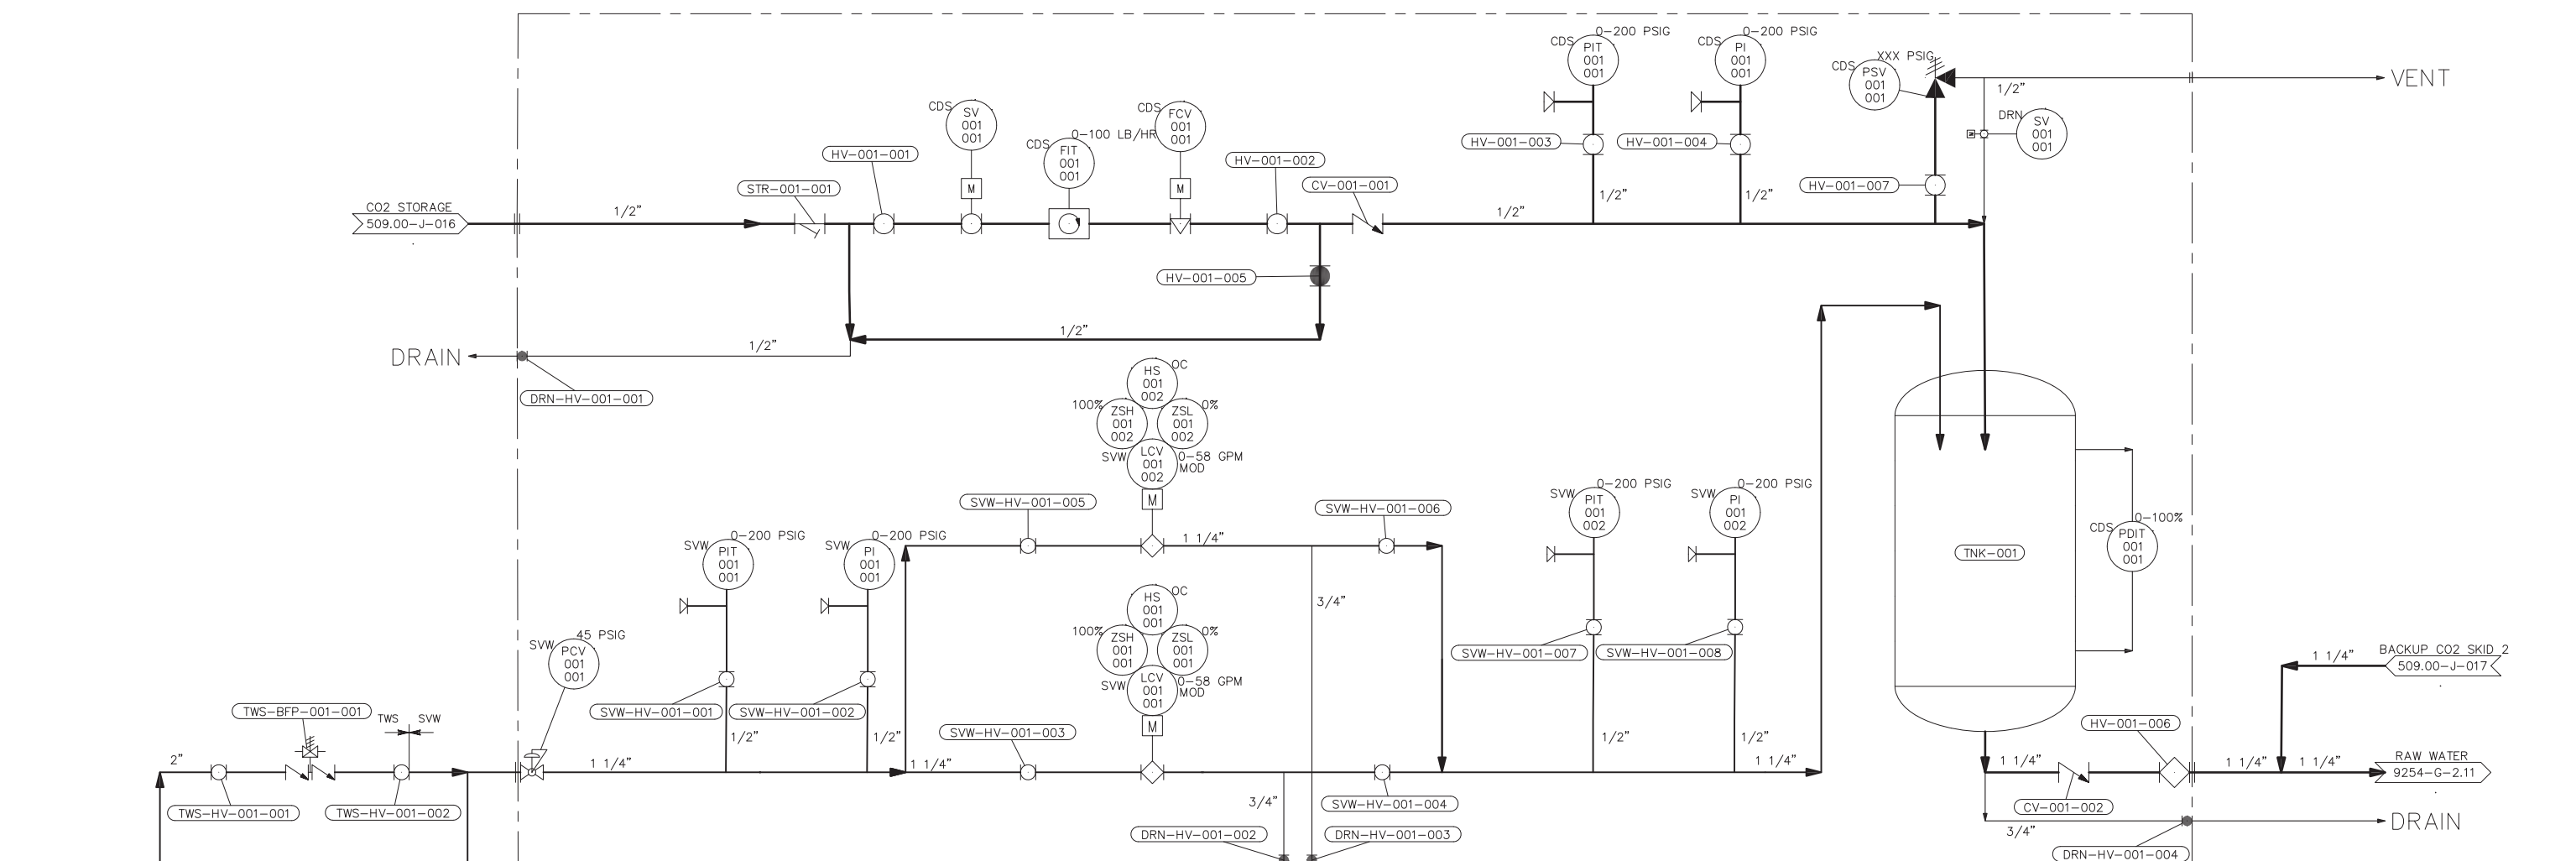 0-200 PSIG
CDS
PIT
001
001
0-200 PSIG
CDS
PI
001
001
XXX PSIG
CDS
PSV
001
001
VENT
1/2"
DRN
SV
001
001
CDS
SV
001
001
CDS
FCV
001
001
0-100 LB/HR
CDS
FIT
001
001
HV-001-001
HV-001-002
HV-001-003
HV-001-004
STR-001-001
CV-001-001
HV-001-007
1/2"
1/2"
CO2 STORAGE
509.00-J-016
1/2"
1/2"
HV-001-005
1/2"
DRAIN
1/2"
DRN-HV-001-001
HS
001
002
OC
100%
ZSH
001
002
ZSL
001
002
0%
SVW
LCV
001
002
0-58 GPM
MOD
M
M
M
SVW-HV-001-005
SVW-HV-001-006
1 1/4"
0-200 PSIG
SVW
PIT
001
002
0-200 PSIG
SVW
PI
001
002
0-100%
CDS
PDIT
001
001
TNK-001
0-200 PSIG
SVW
PIT
001
001
0-200 PSIG
SVW
PI
001
001
HS
001
001
OC
3/4"
100%
ZSH
001
001
ZSL
001
001
0%
SVW
LCV
001
001
0-58 GPM
MOD
M
45 PSIG
SVW
PCV
001
001
SVW-HV-001-007
SVW-HV-001-008
BACKUP CO2 SKID 2
509.00-J-017
1 1/4"
TWS-BFP-001-001
TWS
SVW
SVW-HV-001-001
SVW-HV-001-002
SVW-HV-001-003
1/2"
1/2"
1/2"
1/2"
HV-001-006
2"
1 1/4"
1 1/4"
1 1/4"
1 1/4"
1 1/4"
1 1/4"
RAW WATER
9254-G-2.11
TWS-HV-001-001
TWS-HV-001-002
3/4"
SVW-HV-001-004
CV-001-002
DRAIN
3/4"
DRN-HV-001-002
DRN-HV-001-003
DRN-HV-001-004